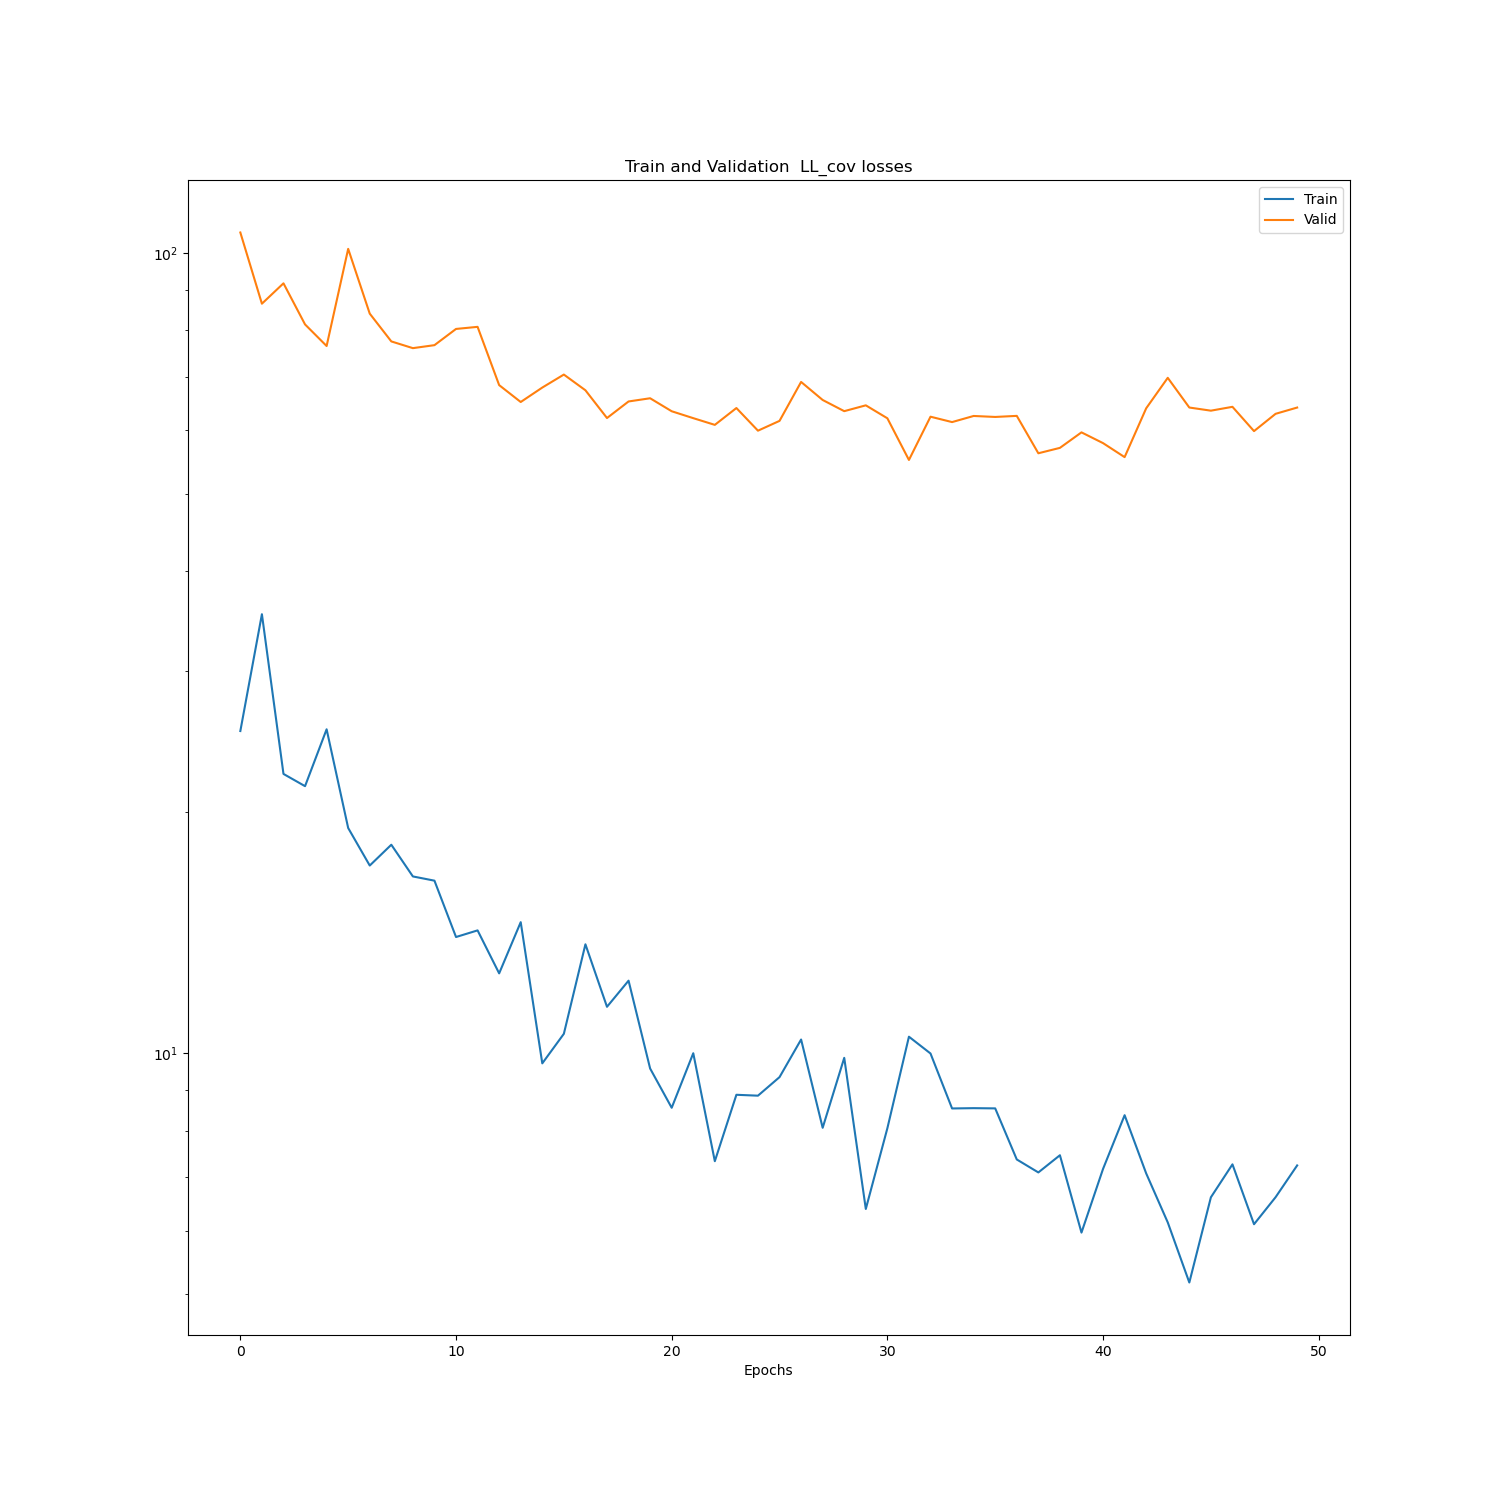 Train and Validation  LL_cov losses
Train
Valid
10²
10¹
0 10 20 30 40 50
Epochs